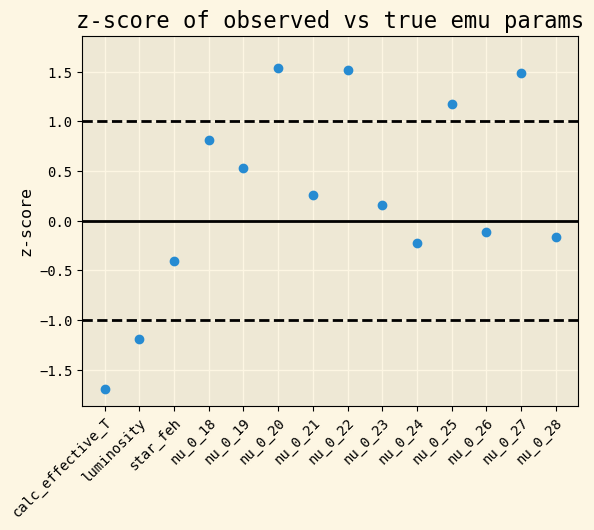 z-score of observed vs true emu params
z-score
1.5
1.0
0.5
0.0
−0.5
−1.0
−1.5
calc_effective_T
luminosity
star_feh
nu_0_18
nu_0_19
nu_0_20
nu_0_21
nu_0_22
nu_0_23
nu_0_24
nu_0_25
nu_0_26
nu_0_27
nu_0_28